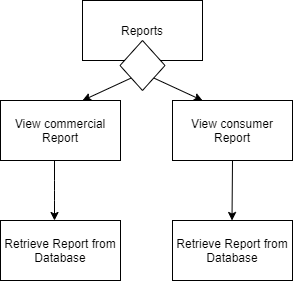 Reports
View commercial
Report
View consumer
Report
Retrieve Report from
Database
Retrieve Report from
Database